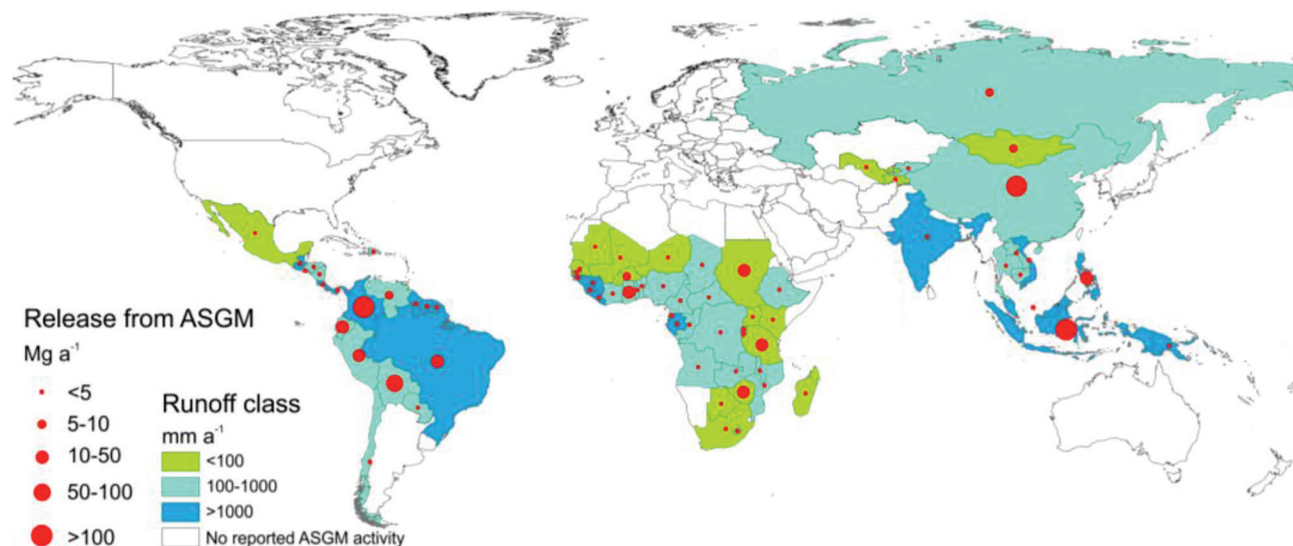 Release from ASGM
Mg a⁻¹
<5
5-10
10-50
50-100
>100
Runoff class
mm a⁻¹
<100
100-1000
>1000
No reported ASGM activity